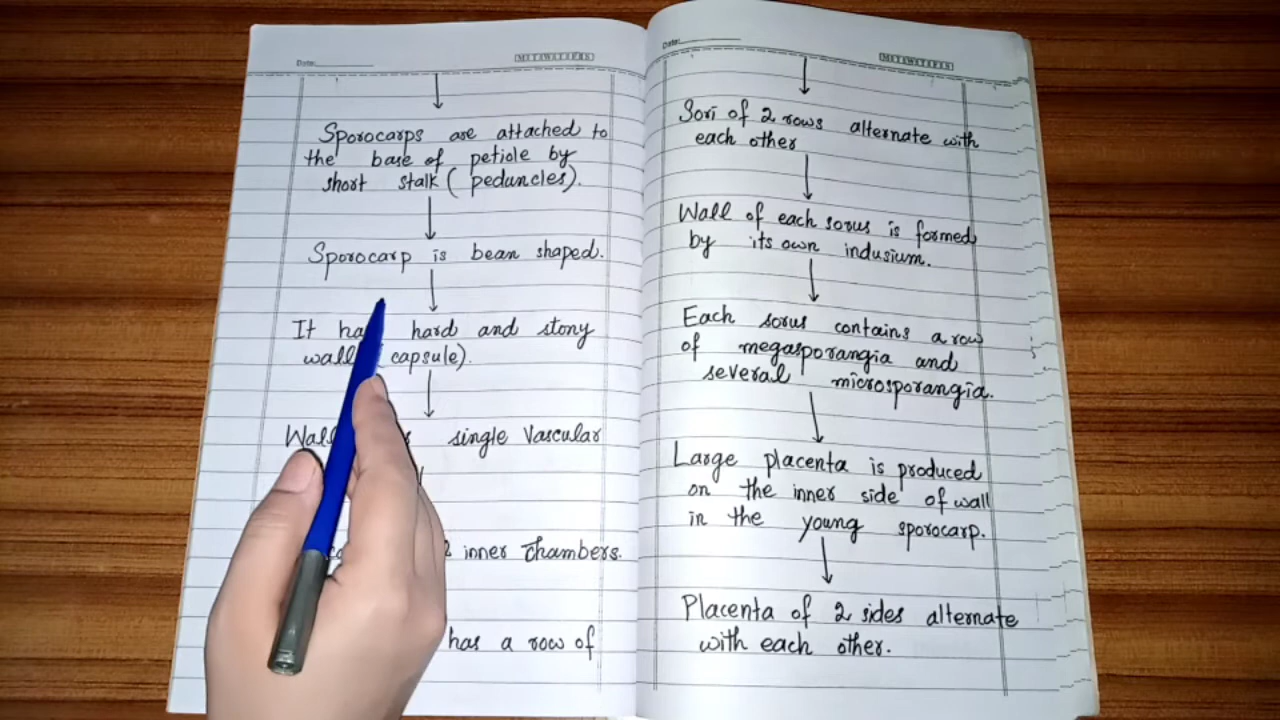 Date:
Sporocarps are attached to
the base of petiole by
short stalk ( peduncles).
Sporocarp is bean shaped.
It hard and stony
wall capsule).
Wall single Vascular
2 inner chambers.
has a row of
Date:
Sori of 2 rows alternate with
each other
Wall of each sorus is formed
by its own indusium.
Each sorus contains a row
of megasporangia and
several microsporangia.
Large placenta is produced
on the inner side of wall
in the young sporocarp.
Placenta of 2 sides alternate
with each other.